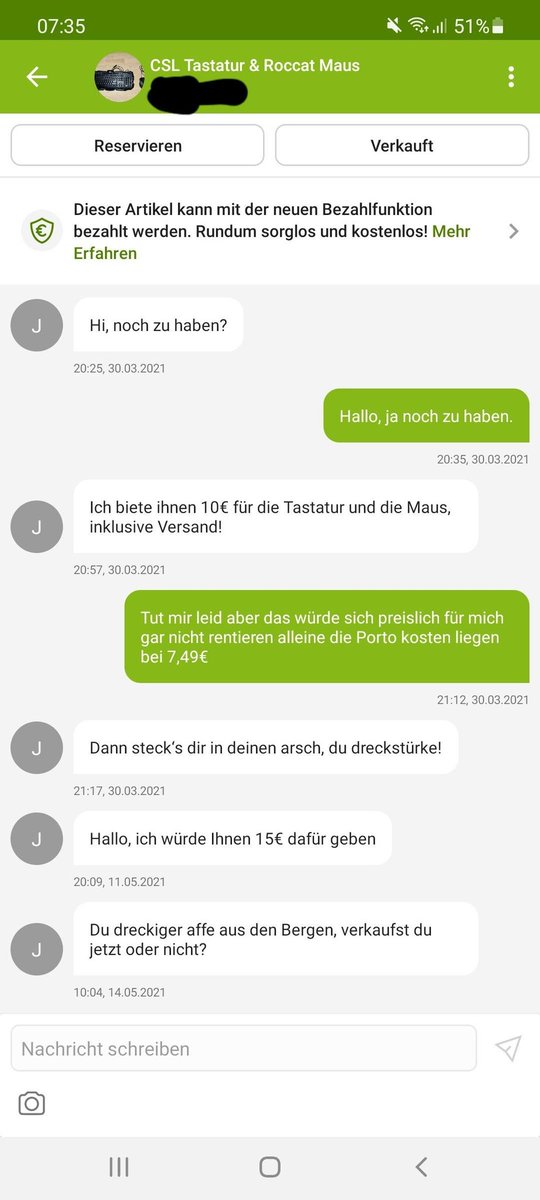 07:35 51%
CSL Tastatur & Roccat Maus
Reservieren Verkauft
Dieser Artikel kann mit der neuen Bezahlfunktion
bezahlt werden. Rundum sorglos und kostenlos! Mehr
Erfahren
J
Hi, noch zu haben?
20:25, 30.03.2021
Hallo, ja noch zu haben.
20:35, 30.03.2021
J
Ich biete ihnen 10€ für die Tastatur und die Maus,
inklusive Versand!
20:57, 30.03.2021
Tut mir leid aber das würde sich preislich für mich
gar nicht rentieren alleine die Porto kosten liegen
bei 7,49€
21:12, 30.03.2021
J
Dann steck‘s dir in deinen arsch, du dreckstürke!
21:17, 30.03.2021
J
Hallo, ich würde Ihnen 15€ dafür geben
20:09, 11.05.2021
J
Du dreckiger affe aus den Bergen, verkaufst du
jetzt oder nicht?
10:04, 14.05.2021
Nachricht schreiben